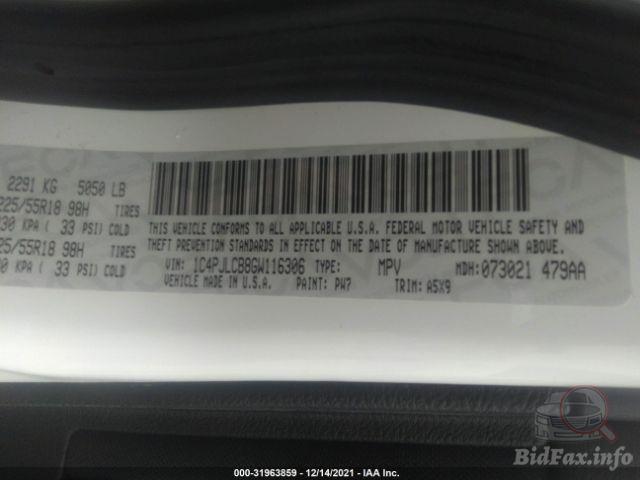 2291 KG 5050 LB
225/55R18 98H TIRES
230 KPA ( 33 PSI) COLD
225/55R18 98H TIRES
KPA ( 33 PSI) COLD
THIS VEHICLE CONFORMS TO ALL APPLICABLE U.S.A. FEDERAL MOTOR VEHICLE SAFETY AND
THEFT PREVENTION STANDARDS IN EFFECT ON THE DATE OF MANUFACTURE SHOWN ABOVE.
VIN: 1C4PJLCB8GW116306 TYPE: MPV MDH: 073021 479AA
VEHICLE MADE IN U.S.A. PAINT: PW7 TRIM: A5X9
BidFax.info
000-31963859 - 12/14/2021 - IAA Inc.